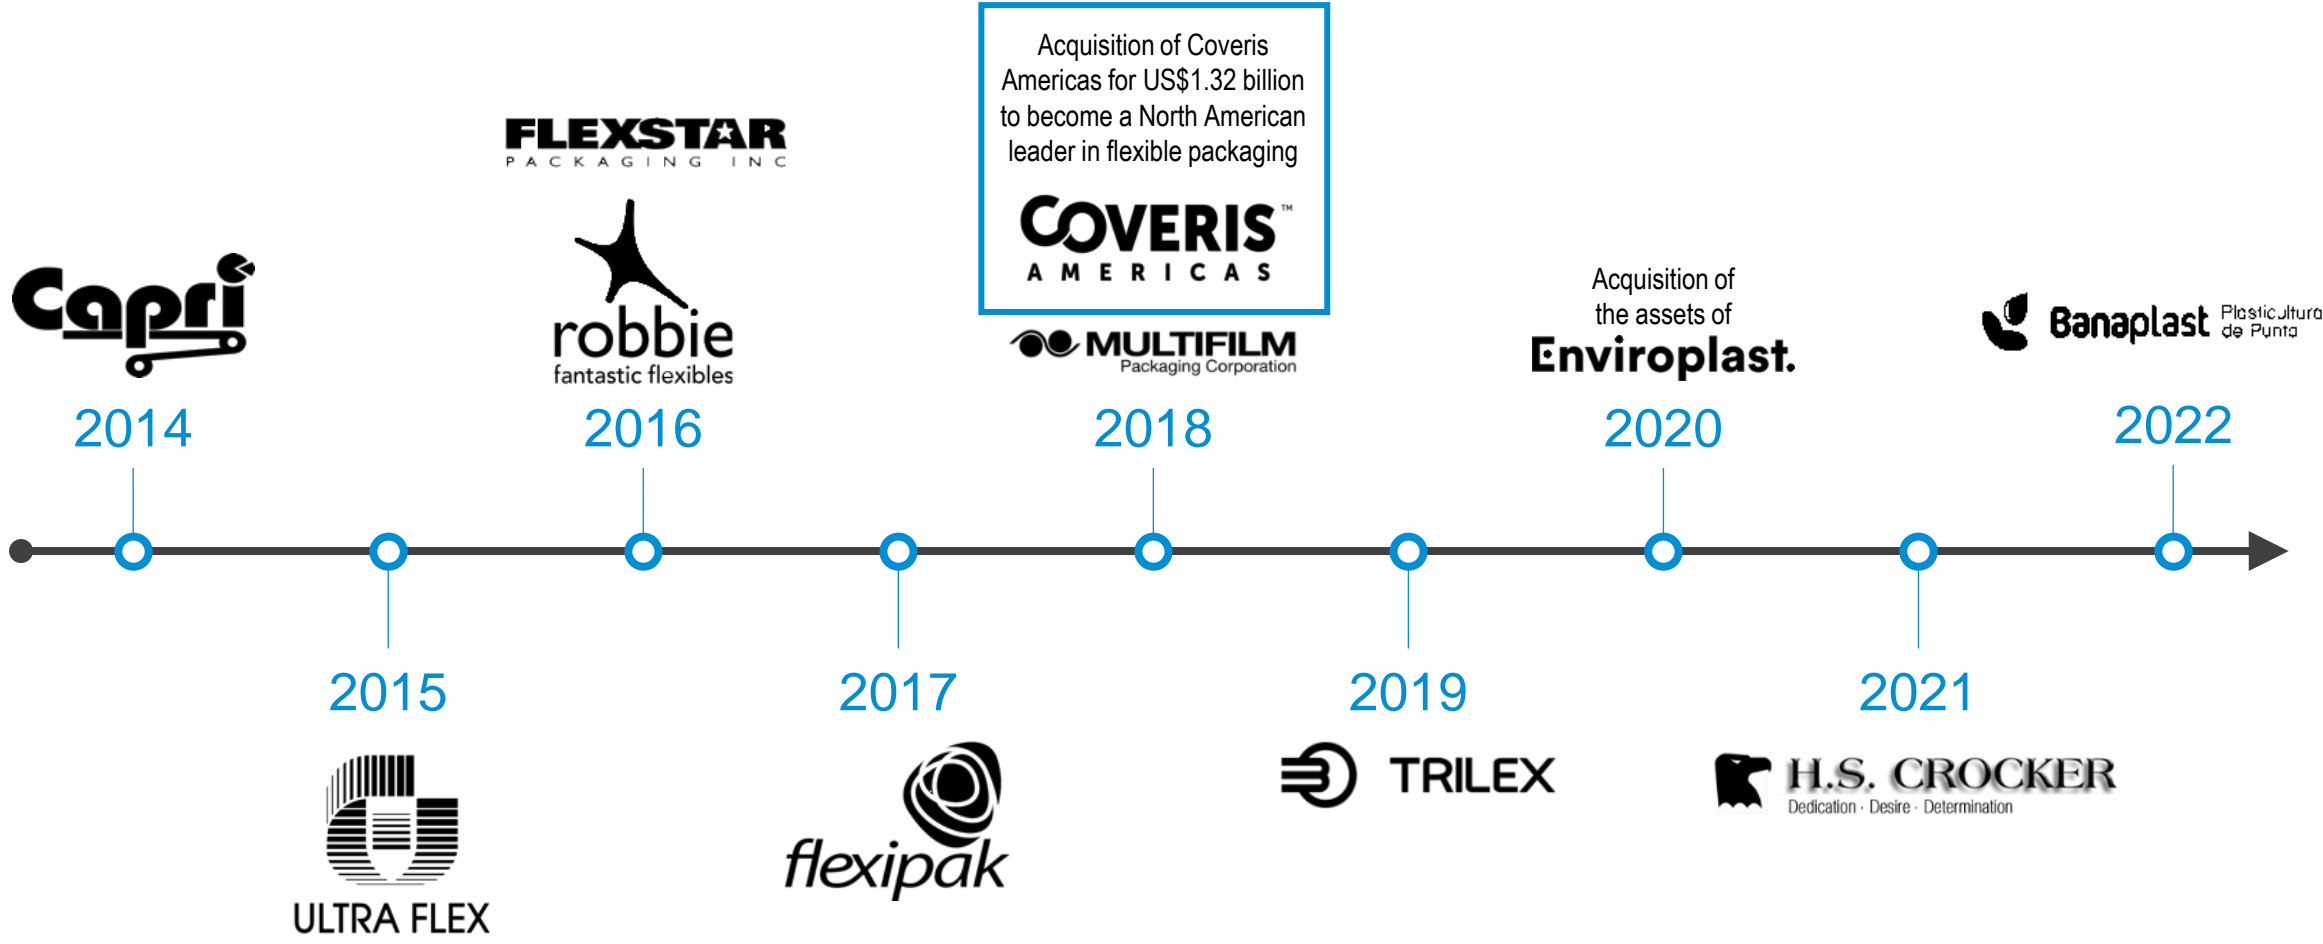 Capri
2014
2015
ULTRA FLEX
FLEXSTAR
PACKAGING INC
robbie
fantastic flexibles
2016
2017
flexipak
Acquisition of Coveris
Americas for US$1.32 billion
to become a North American
leader in flexible packaging
COVERIS™
AMERICAS
MULTIFILM
Packaging Corporation
2018
2019
TRILEX
Acquisition of
the assets of
Enviroplast.
2020
2021
H.S. CROCKER
Dedication · Desire · Determination
Banaplast
Plasticultura
de Punta
2022